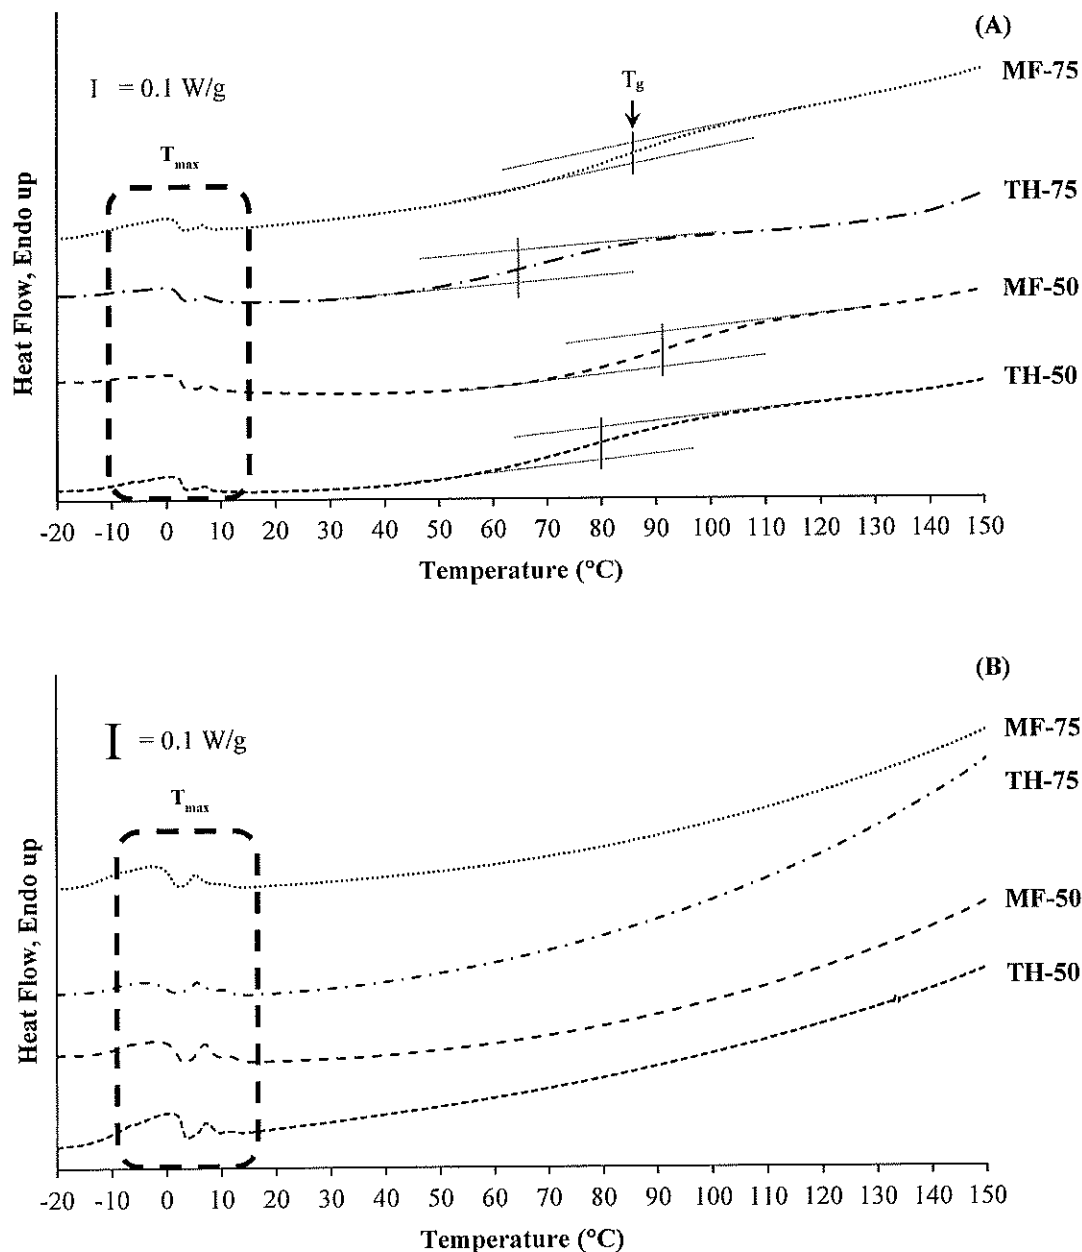 (A)
MF-75
I = 0.1 W/g
Tg
Tmax
TH-75
MF-50
TH-50
Heat Flow, Endo up
-20 -10 0 10 20 30 40 50 60 70 80 90 100 110 120 130 140 150
Temperature (°C)
(B)
MF-75
I = 0.1 W/g
TH-75
Tmax
MF-50
TH-50
Heat Flow, Endo up
-20 -10 0 10 20 30 40 50 60 70 80 90 100 110 120 130 140 150
Temperature (°C)